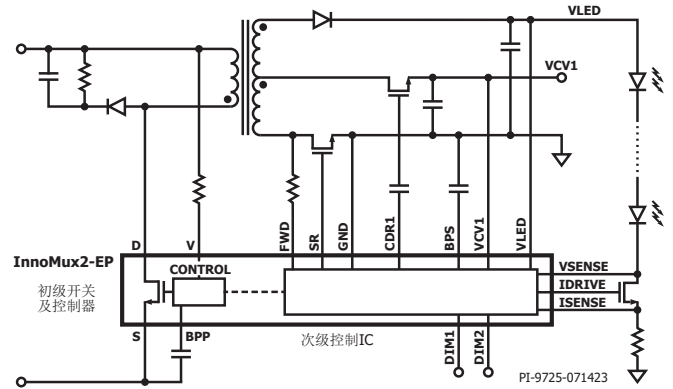 VLED
VCV1
D
V
FWD
SR
GND
CDR1
BPS
VCV1
VLED
InnoMux2-EP
CONTROL
VSENSE
IDRIVE
ISENSE
初级开关
及控制器
S
BPP
次级控制IC
DIM1
DIM2
PI-9725-071423